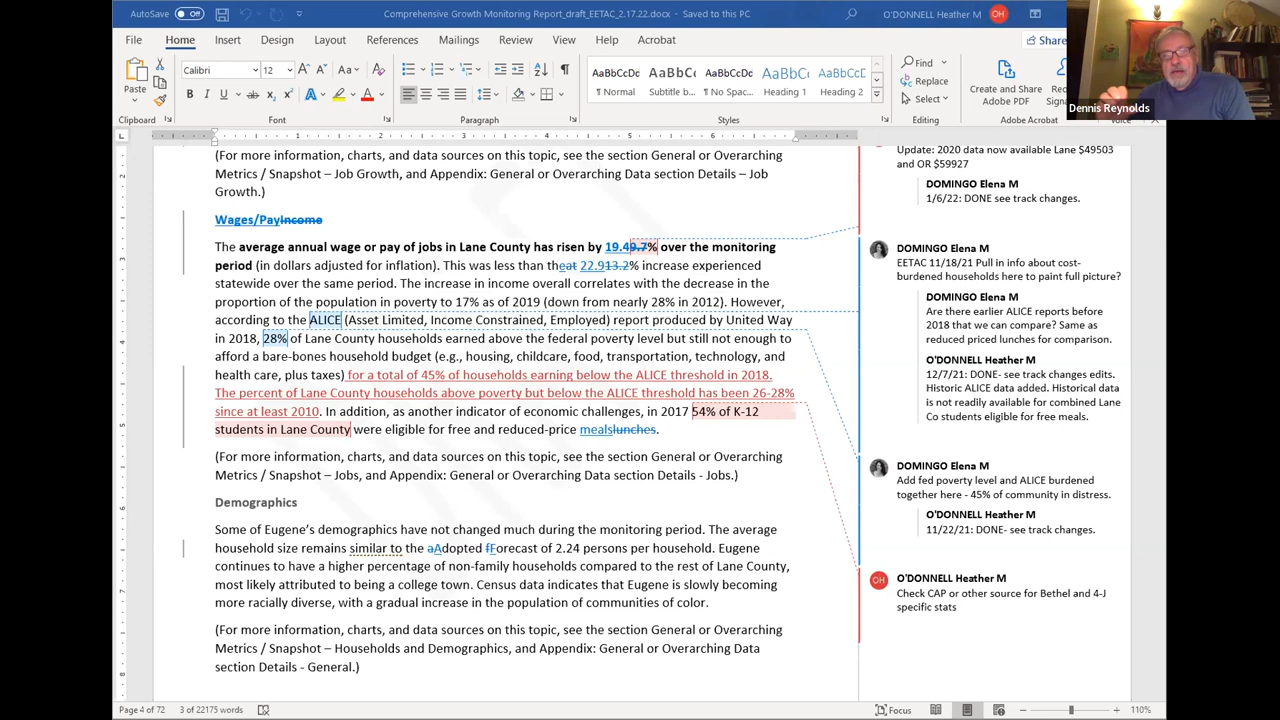 AutoSave Off Comprehensive Growth Monitoring Report_draft_EETAC_2.17.22.docx - Saved to this PC O'DONNELL Heather M OH
File Home Insert Design Layout References Mailings Review View Help Acrobat Share
Calibri 12 Aa
Paste
B I U ab x₂ x² A A
AaBbCcDd AaBbCcD AaBbCcDd AaBbC AaBbCcD
¶ Normal Subtitle b... ¶ No Spac... Heading 1 Heading 2
Find
Replace
Select
Create and Share
Adobe PDF
Clipboard Font Paragraph Styles Editing Adobe Acrobat Voice
Dennis Reynolds
1 2 3 4 5 6 7
(For more information, charts, and data sources on this topic, see the section General or Overarching
Metrics / Snapshot – Job Growth, and Appendix: General or Overarching Data section Details – Job
Growth.)
Wages/PayIncome
The average annual wage or pay of jobs in Lane County has risen by 19.49.7% over the monitoring
period (in dollars adjusted for inflation). This was less than theat 22.913.2% increase experienced
statewide over the same period. The increase in income overall correlates with the decrease in the
proportion of the population in poverty to 17% as of 2019 (down from nearly 28% in 2012). However,
according to the ALICE (Asset Limited, Income Constrained, Employed) report produced by United Way
in 2018, 28% of Lane County households earned above the federal poverty level but still not enough to
afford a bare-bones household budget (e.g., housing, childcare, food, transportation, technology, and
health care, plus taxes) for a total of 45% of households earning below the ALICE threshold in 2018.
The percent of Lane County households above poverty but below the ALICE threshold has been 26-28%
since at least 2010. In addition, as another indicator of economic challenges, in 2017 54% of K-12
students in Lane County were eligible for free and reduced-price mealslunches.
(For more information, charts, and data sources on this topic, see the section General or Overarching
Metrics / Snapshot – Jobs, and Appendix: General or Overarching Data section Details - Jobs.)
Demographics
Some of Eugene's demographics have not changed much during the monitoring period. The average
household size remains similar to the aAdopted fForecast of 2.24 persons per household. Eugene
continues to have a higher percentage of non-family households compared to the rest of Lane County,
most likely attributed to being a college town. Census data indicates that Eugene is slowly becoming
more racially diverse, with a gradual increase in the population of communities of color.
(For more information, charts, and data sources on this topic, see the section General or Overarching
Metrics / Snapshot – Households and Demographics, and Appendix: General or Overarching Data
section Details - General.)
Update: 2020 data now available Lane $49503
and OR $59927
DOMINGO Elena M
1/6/22: DONE see track changes.
DOMINGO Elena M
EETAC 11/18/21 Pull in info about cost-
burdened households here to paint full picture?
DOMINGO Elena M
Are there earlier ALICE reports before
2018 that we can compare? Same as
reduced priced lunches for comparison.
O'DONNELL Heather M
12/7/21: DONE- see track changes edits.
Historic ALICE data added. Historical data
is not readily available for combined Lane
Co students eligible for free meals.
DOMINGO Elena M
Add fed poverty level and ALICE burdened
together here - 45% of community in distress.
O'DONNELL Heather M
11/22/21: DONE- see track changes.
OH O'DONNELL Heather M
Check CAP or other source for Bethel and 4-J
specific stats
Page 4 of 72 3 of 22175 words Focus 110%